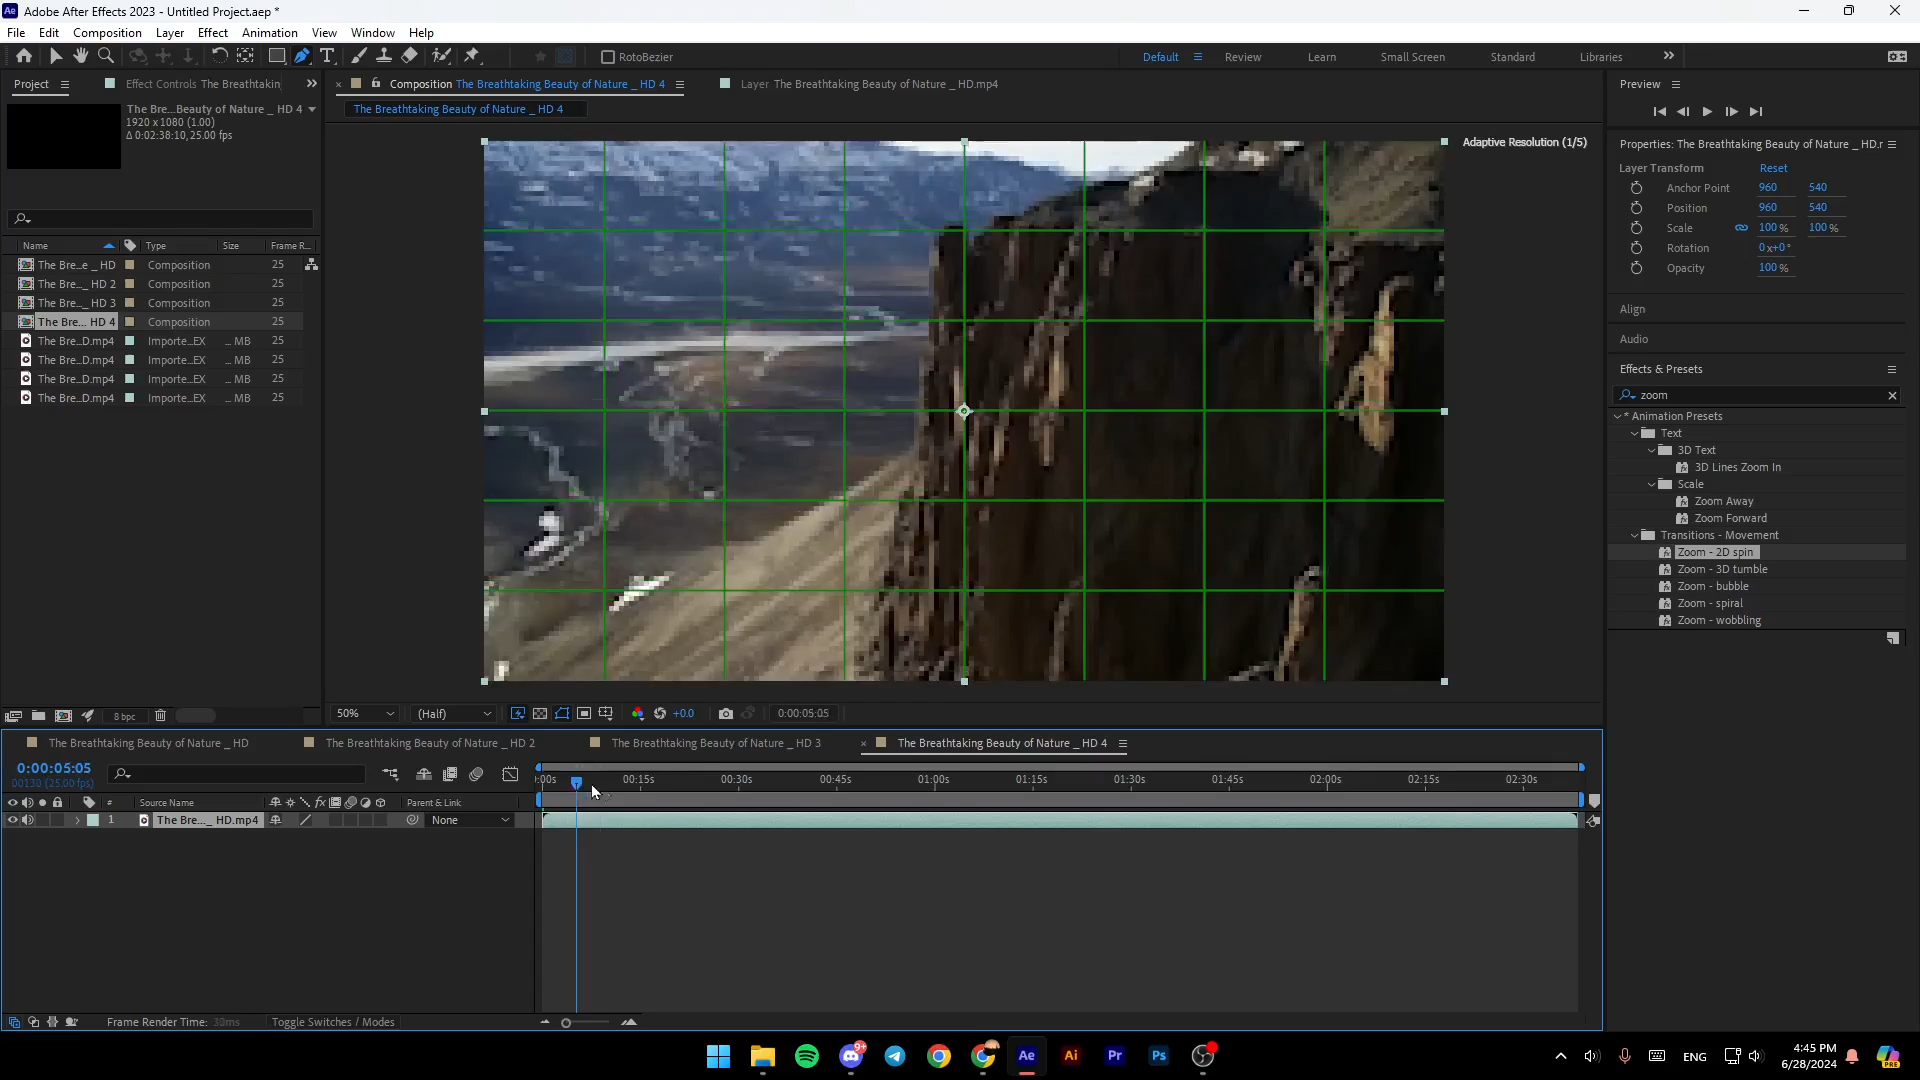 Adobe After Effects 2023 - Untitled Project.aep *
File Edit Composition Layer Effect Animation View Window Help
RotoBezier
Default Review Learn Small Screen Standard Libraries
Project
Effect Controls The Breathtakin
Composition The Breathtaking Beauty of Nature _ HD 4
Layer The Breathtaking Beauty of Nature _HD.mp4
The Breathtaking Beauty of Nature _ HD 4
The Bre...Beauty of Nature _ HD 4
1920 x 1080 (1.00)
Δ 0:02:38:10, 25.00 fps
Name Type Size Frame R...
The Bre...e _ HD Composition 25
The Bre..._ HD 2 Composition 25
The Bre..._ HD 3 Composition 25
The Bre... HD 4 Composition 25
The Bre...D.mp4 Importe...EX ... MB 25
The Bre...D.mp4 Importe...EX ... MB 25
The Bre...D.mp4 Importe...EX ... MB 25
The Bre...D.mp4 Importe...EX ... MB 25
8 bpc
Adaptive Resolution (1/5)
50% (Half) +0.0 0:00:05:05
Preview
Properties: The Breathtaking Beauty of Nature _ HD.r
Layer Transform Reset
Anchor Point 960 540
Position 960 540
Scale 100 % 100 %
Rotation 0x+0°
Opacity 100 %
Align
Audio
Effects & Presets
zoom
* Animation Presets
Text
3D Text
3D Lines Zoom In
Scale
Zoom Away
Zoom Forward
Transitions - Movement
Zoom - 2D spin
Zoom - 3D tumble
Zoom - bubble
Zoom - spiral
Zoom - wobbling
The Breathtaking Beauty of Nature _ HD
The Breathtaking Beauty of Nature _ HD 2
The Breathtaking Beauty of Nature _ HD 3
The Breathtaking Beauty of Nature _ HD 4
0:00:05:05
00130 (25.00 fps)
:00s 00:15s 00:30s 00:45s 01:00s 01:15s 01:30s 01:45s 02:00s 02:15s 02:30s
# Source Name fx Parent & Link
1 The Bre..._ HD.mp4 None
Frame Render Time:
Toggle Switches / Modes
9+
Ae Ai Pr Ps
ENG
4:45 PM
6/28/2024
PRE